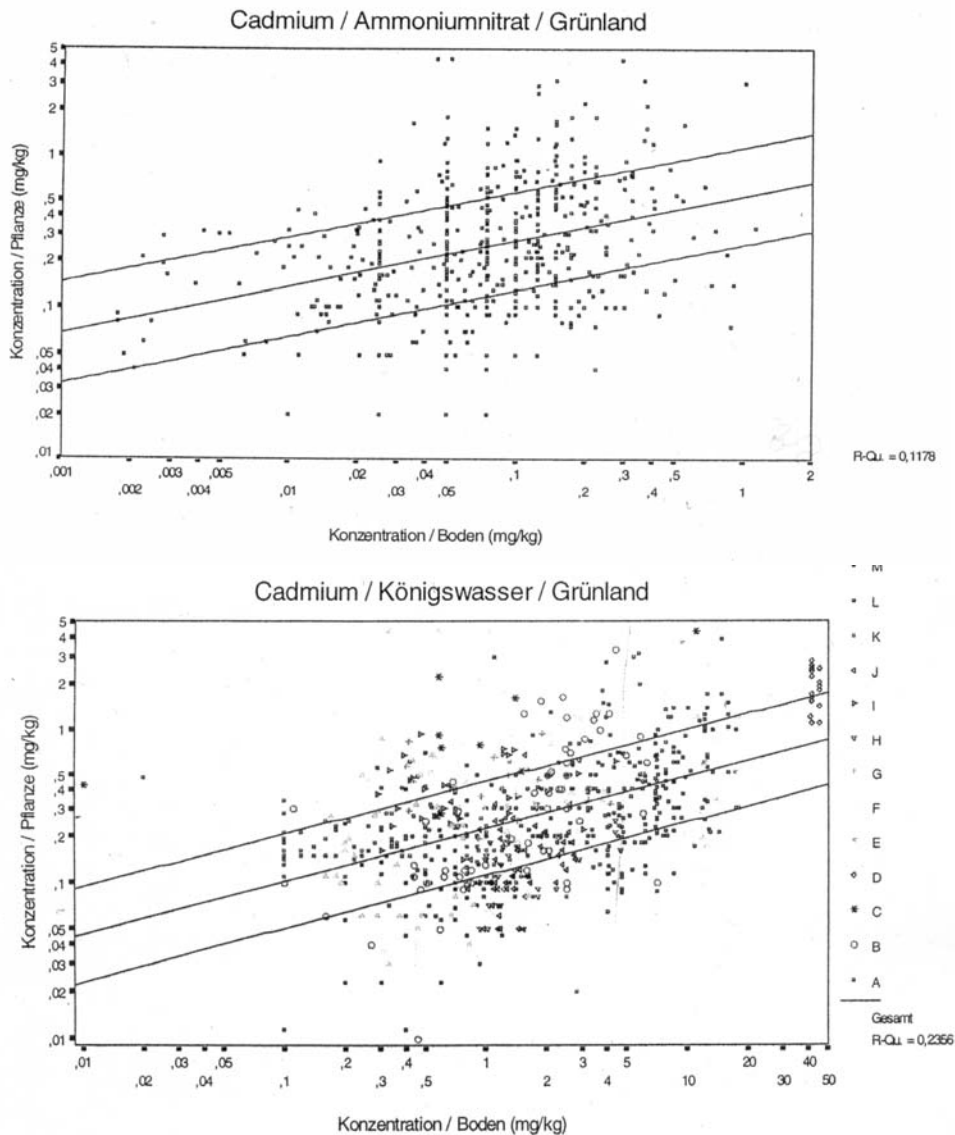 Cadmium / Ammoniumnitrat / Grünland
Konzentration / Pflanze (mg/kg)
5
4
3
2
1
,5
,4
,3
,2
,1
,05
,04
,03
,02
,01
,001 ,003 ,005 ,02 ,04 ,1 ,3 ,5 2
,002 ,004 ,01 ,03 ,05 ,2 ,4 1
R-Qu. = 0,1178
Konzentration / Boden (mg/kg)
Cadmium / Königswasser / Grünland
Konzentration / Pflanze (mg/kg)
5
4
3
2
1
,5
,4
,3
,2
,1
,05
,04
,03
,02
,01
M
L
K
J
I
H
G
F
E
D
C
B
A
Gesamt
R-Qu. = 0,2356
,01 ,03 ,05 ,2 ,4 1 3 5 20 40
,02 ,04 ,1 ,3 ,5 2 4 10 30 50
Konzentration / Boden (mg/kg)